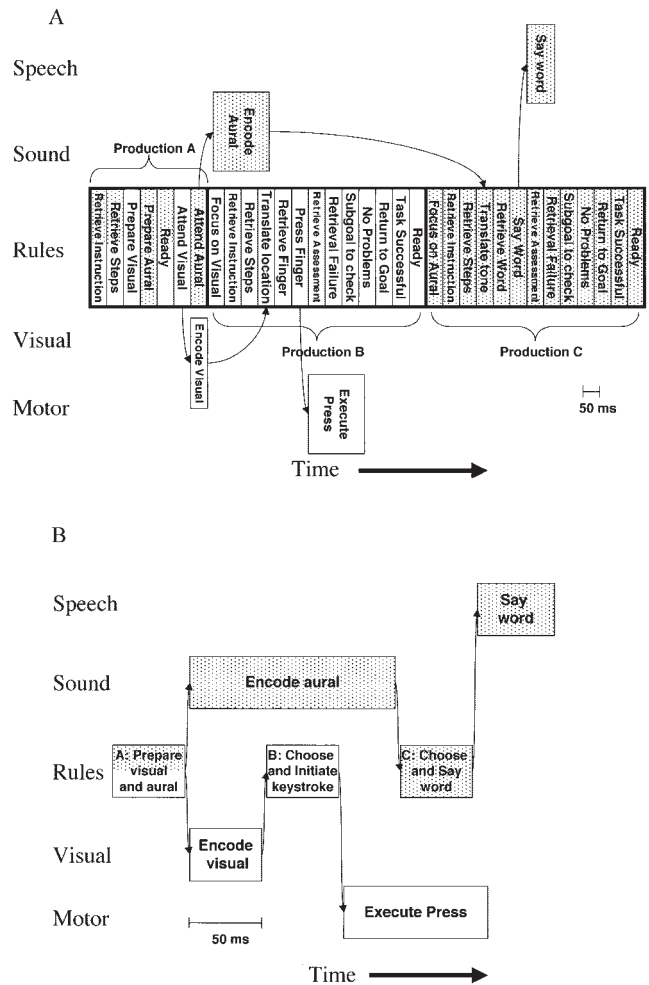 A
Speech
Say word
Sound
Encode
Aural
Production A
Rules
Retrieve Instruction
Retrieve Steps
Prepare Visual
Prepare Aural
Ready
Attend Visual
Attend Aural
Focus on Visual
Retrieve Instruction
Retrieve Steps
Translate location
Retrieve Finger
Press Finger
Retrieve Assessment
Retrieval Failure
Subgoal to check
No Problems
Return to Goal
Task Successful
Ready
Focus on Aural
Retrieve Instruction
Retrieve Steps
Translate tone
Retrieve Word
Say Word
Retrieve Assessment
Retrieval Failure
Subgoal to check
No Problems
Return to Goal
Task Successful
Ready
Visual
Encode Visual
Production B
Production C
Motor
Execute
Press
50 ms
Time
B
Speech
Say
word
Sound
Encode aural
Rules
A: Prepare
visual
and aural
B: Choose
and Initiate
keystroke
C: Choose
and Say
word
Visual
Encode
visual
Motor
Execute Press
50 ms
Time